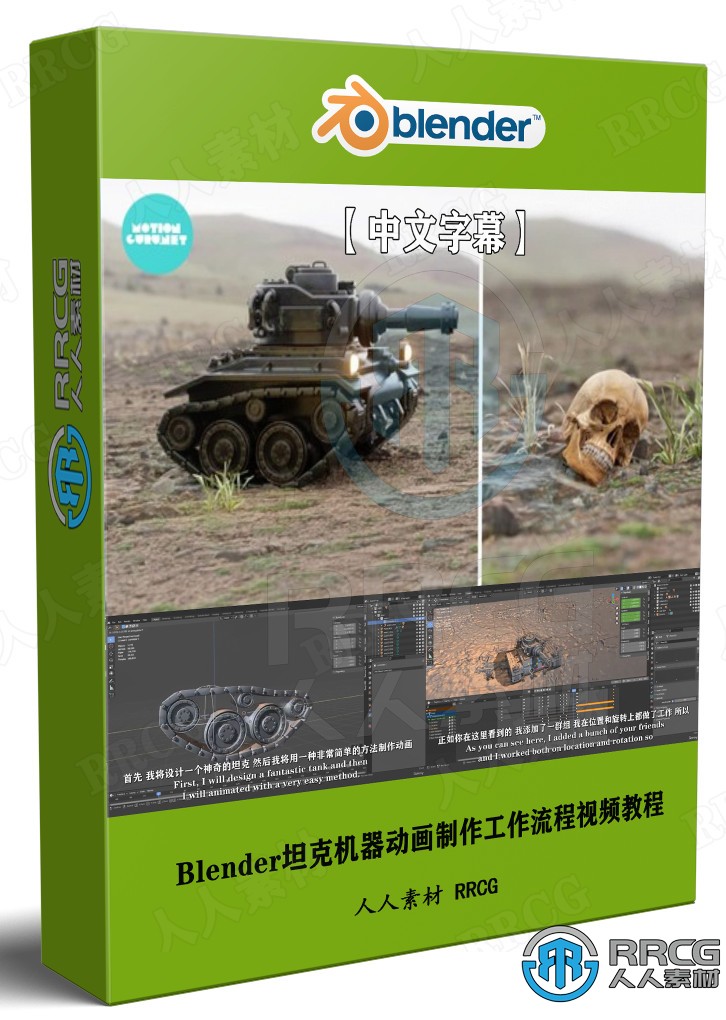 blender™
MOTION
GURUMET
【中文字幕】
RRCG
人人素材
首先 我将设计一个神奇的坦克 然后我将用一种非常简单的方法制作动画
First, I will design a fantastic tank and then
I will animated with a very easy method.
正如你在这里看到的 我添加了一群组 我在位置和旋转上都做了工作 所以
As you can see here, I added a bunch of your friends
and I worked both on location and rotation so
Blender坦克机器动画制作工作流程视频教程
人人素材 RRCG
RRCG
人人素材